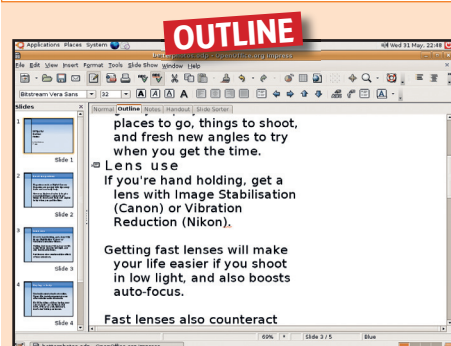 OUTLINE
Applications Places System
Wed 31 May, 22:48
File Edit View Insert Format Tools Slide Show Window Help
Bitstream Vera Sans 32
Slides
Normal Outline Notes Handout Slide Sorter
places to go, things to shoot,
and fresh new angles to try
when you get the time.
Lens use
If you're hand holding, get a
lens with Image Stabilisation
(Canon) or Vibration
Reduction (Nikon).
Getting fast lenses will make
your life easier if you shoot
in low light, and also boosts
auto-focus.
Fast lenses also counteract
1
Slide 1
2
Slide 2
3
Slide 3
4
Slide 4
69% * Slide 3 / 5 Blue